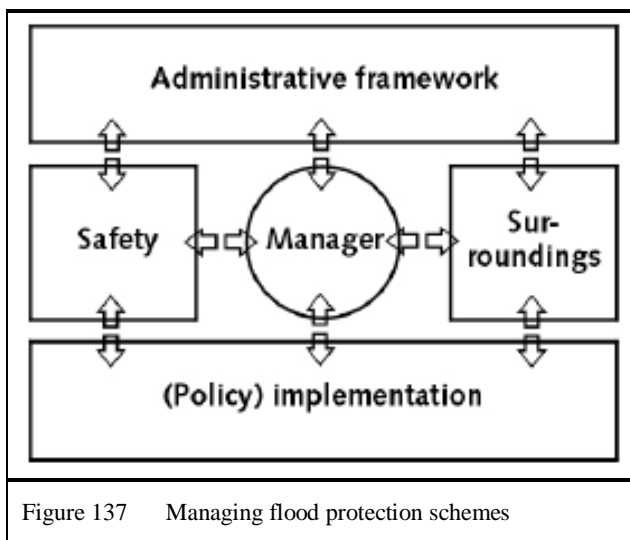 Administrative framework
Safety
Manager
Sur-
roundings
(Policy) implementation
Figure 137 Managing flood protection schemes